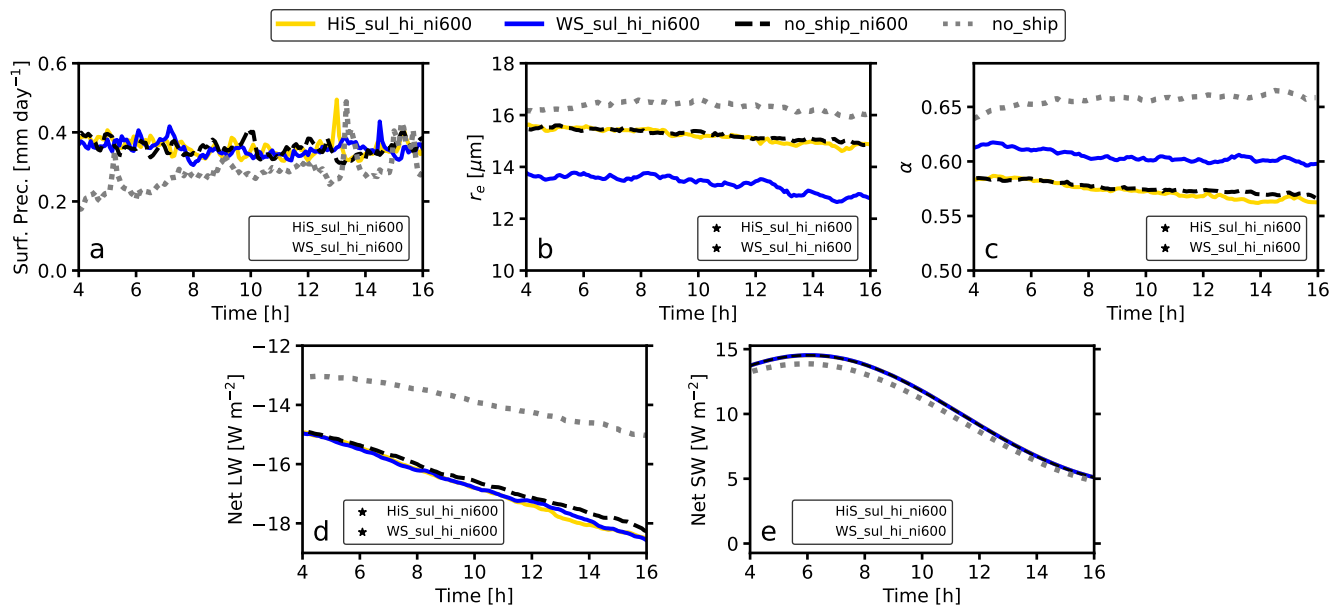 HiS_sul_hi_ni600 WS_sul_hi_ni600 no_ship_ni600 no_ship
Surf. Prec. [mm day⁻¹]
0.6
0.4
0.2
0.0
a
HiS_sul_hi_ni600
WS_sul_hi_ni600
4 6 8 10 12 14 16
Time [h]
rₑ [μm]
18
16
14
12
10
b
★ HiS_sul_hi_ni600
★ WS_sul_hi_ni600
4 6 8 10 12 14 16
Time [h]
α
0.65
0.60
0.55
0.50
c
★ HiS_sul_hi_ni600
★ WS_sul_hi_ni600
4 6 8 10 12 14 16
Time [h]
Net LW [W m⁻²]
−12
−14
−16
−18
d
★ HiS_sul_hi_ni600
★ WS_sul_hi_ni600
4 6 8 10 12 14 16
Time [h]
Net SW [W m⁻²]
15
10
5
0
e
HiS_sul_hi_ni600
WS_sul_hi_ni600
4 6 8 10 12 14 16
Time [h]